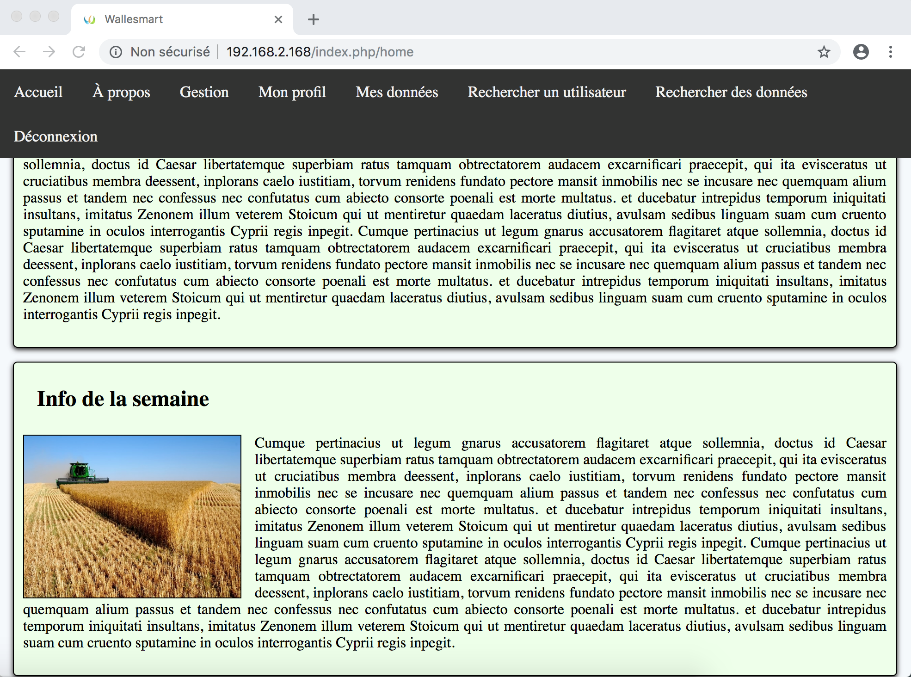 Wallesmart
Non sécurisé 192.168.2.168/index.php/home
Accueil À propos Gestion Mon profil Mes données Rechercher un utilisateur Rechercher des données
Déconnexion
sollemnia, doctus id Caesar libertatemque superbiam ratus tamquam obtrectatorem audacem excarnificari praecepit, qui ita evisceratus ut
cruciatibus membra deessent, inplorans caelo iustitiam, torvum renidens fundato pectore mansit inmobilis nec se incusare nec quemquam alium
passus et tandem nec confessus nec confutatus cum abiecto consorte poenali est morte multatus. et ducebatur intrepidus temporum iniquitati
insultans, imitatus Zenonem illum veterem Stoicum qui ut mentiretur quaedam laceratus diutius, avulsam sedibus linguam suam cum cruento
sputamine in oculos interrogantis Cyprii regis inpegit. Cumque pertinacius ut legum gnarus accusatorem flagitaret atque sollemnia, doctus id
Caesar libertatemque superbiam ratus tamquam obtrectatorem audacem excarnificari praecepit, qui ita evisceratus ut cruciatibus membra
deessent, inplorans caelo iustitiam, torvum renidens fundato pectore mansit inmobilis nec se incusare nec quemquam alium passus et tandem nec
confessus nec confutatus cum abiecto consorte poenali est morte multatus. et ducebatur intrepidus temporum iniquitati insultans, imitatus
Zenonem illum veterem Stoicum qui ut mentiretur quaedam laceratus diutius, avulsam sedibus linguam suam cum cruento sputamine in oculos
interrogantis Cyprii regis inpegit.
Info de la semaine
Cumque pertinacius ut legum gnarus accusatorem flagitaret atque sollemnia, doctus id Caesar
libertatemque superbiam ratus tamquam obtrectatorem audacem excarnificari praecepit, qui ita evisceratus
ut cruciatibus membra deessent, inplorans caelo iustitiam, torvum renidens fundato pectore mansit
inmobilis nec se incusare nec quemquam alium passus et tandem nec confessus nec confutatus cum
abiecto consorte poenali est morte multatus. et ducebatur intrepidus temporum iniquitati insultans,
imitatus Zenonem illum veterem Stoicum qui ut mentiretur quaedam laceratus diutius, avulsam sedibus
linguam suam cum cruento sputamine in oculos interrogantis Cyprii regis inpegit. Cumque pertinacius ut
legum gnarus accusatorem flagitaret atque sollemnia, doctus id Caesar libertatemque superbiam ratus
tamquam obtrectatorem audacem excarnificari praecepit, qui ita evisceratus ut cruciatibus membra
deessent, inplorans caelo iustitiam, torvum renidens fundato pectore mansit inmobilis nec se incusare nec
quemquam alium passus et tandem nec confessus nec confutatus cum abiecto consorte poenali est morte multatus. et ducebatur intrepidus
temporum iniquitati insultans, imitatus Zenonem illum veterem Stoicum qui ut mentiretur quaedam laceratus diutius, avulsam sedibus linguam
suam cum cruento sputamine in oculos interrogantis Cyprii regis inpegit.